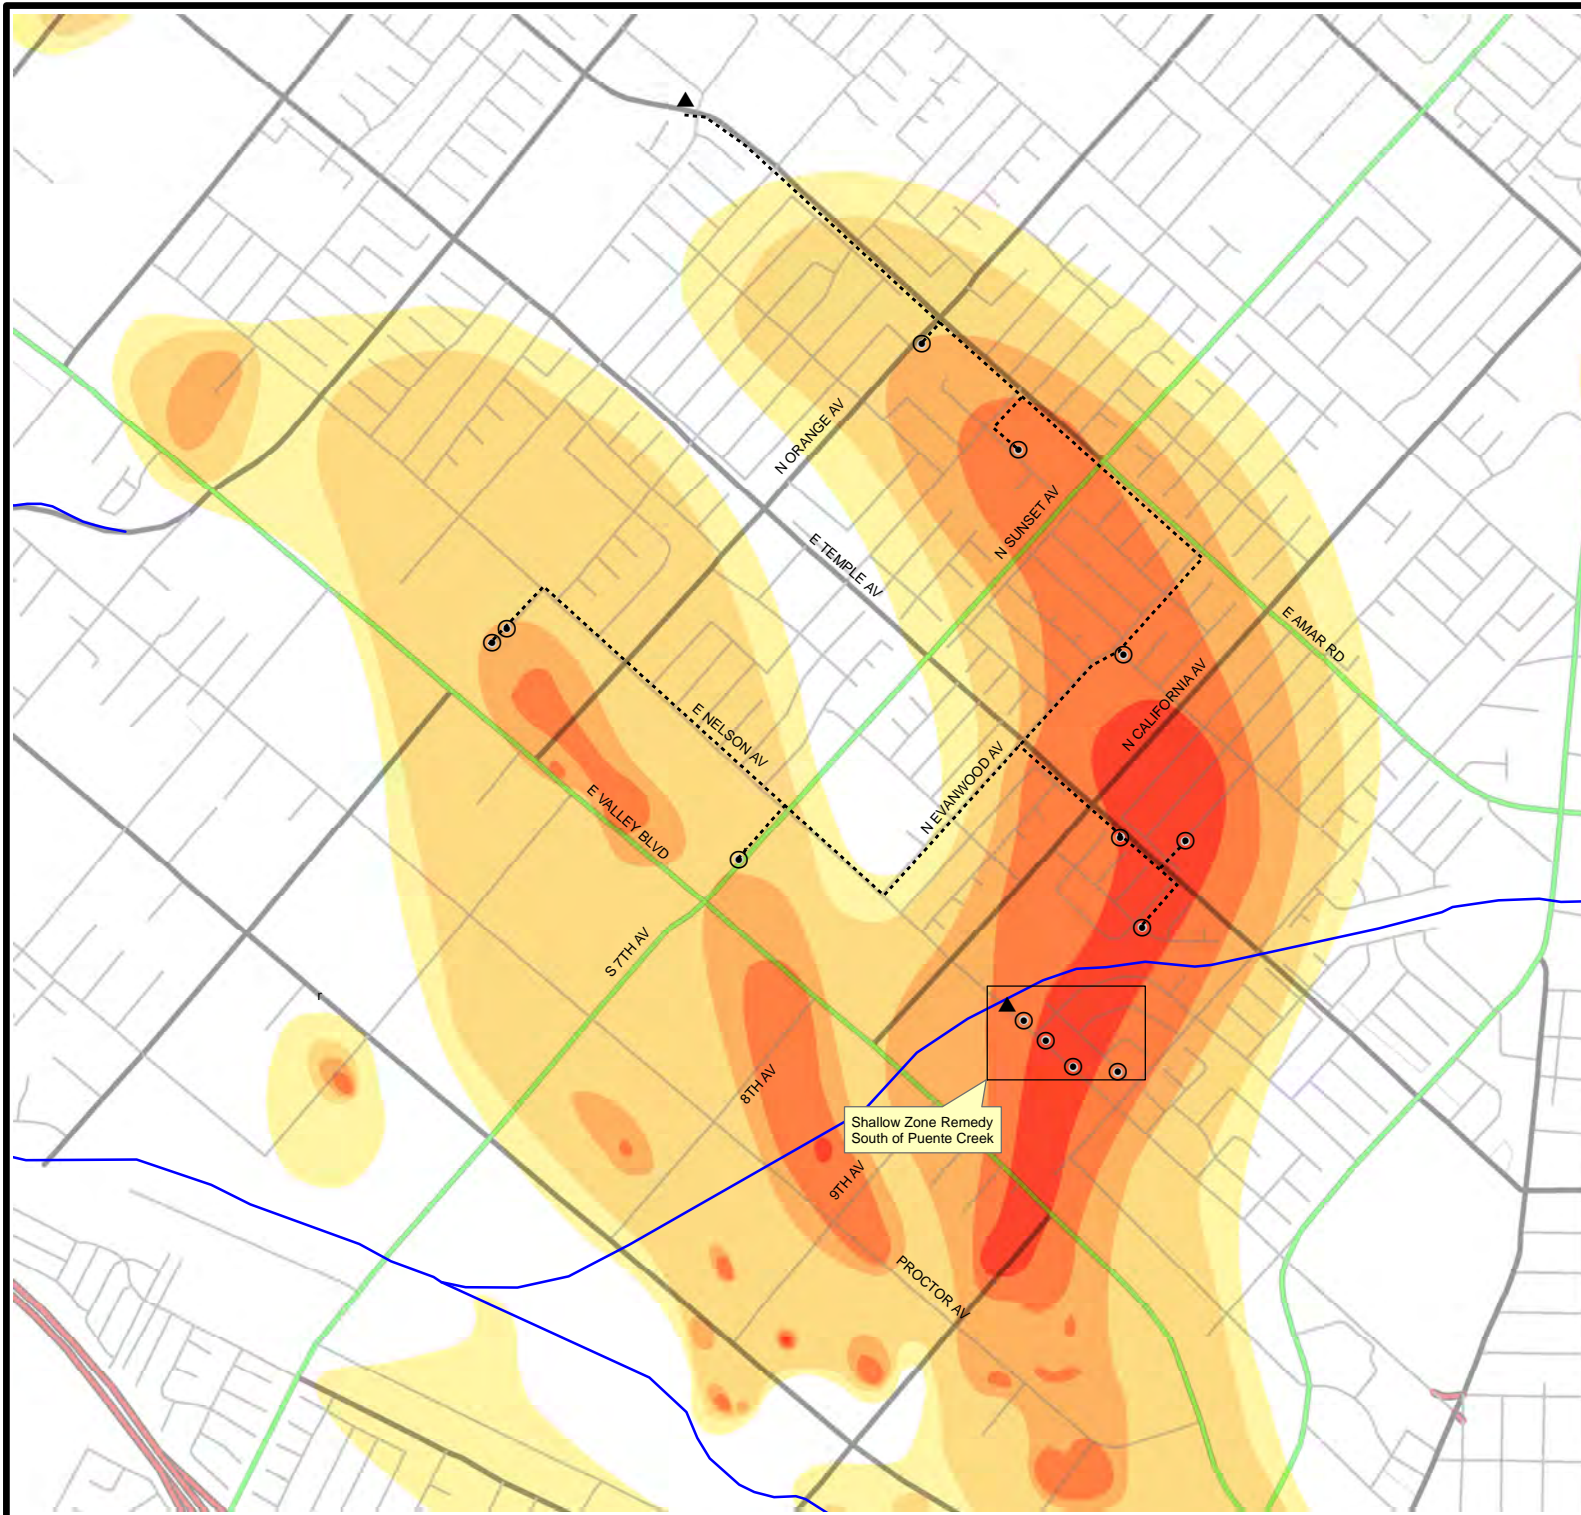 N ORANGE AV
N SUNSET AV
E TEMPLE AV
E AMAR RD
N CALIFORNIA AV
E NELSON AV
N EVANWOOD AV
E VALLEY BLVD
S 7TH AV
r
8TH AV
Shallow Zone Remedy
South of Puente Creek
9TH AV
PROCTOR AV